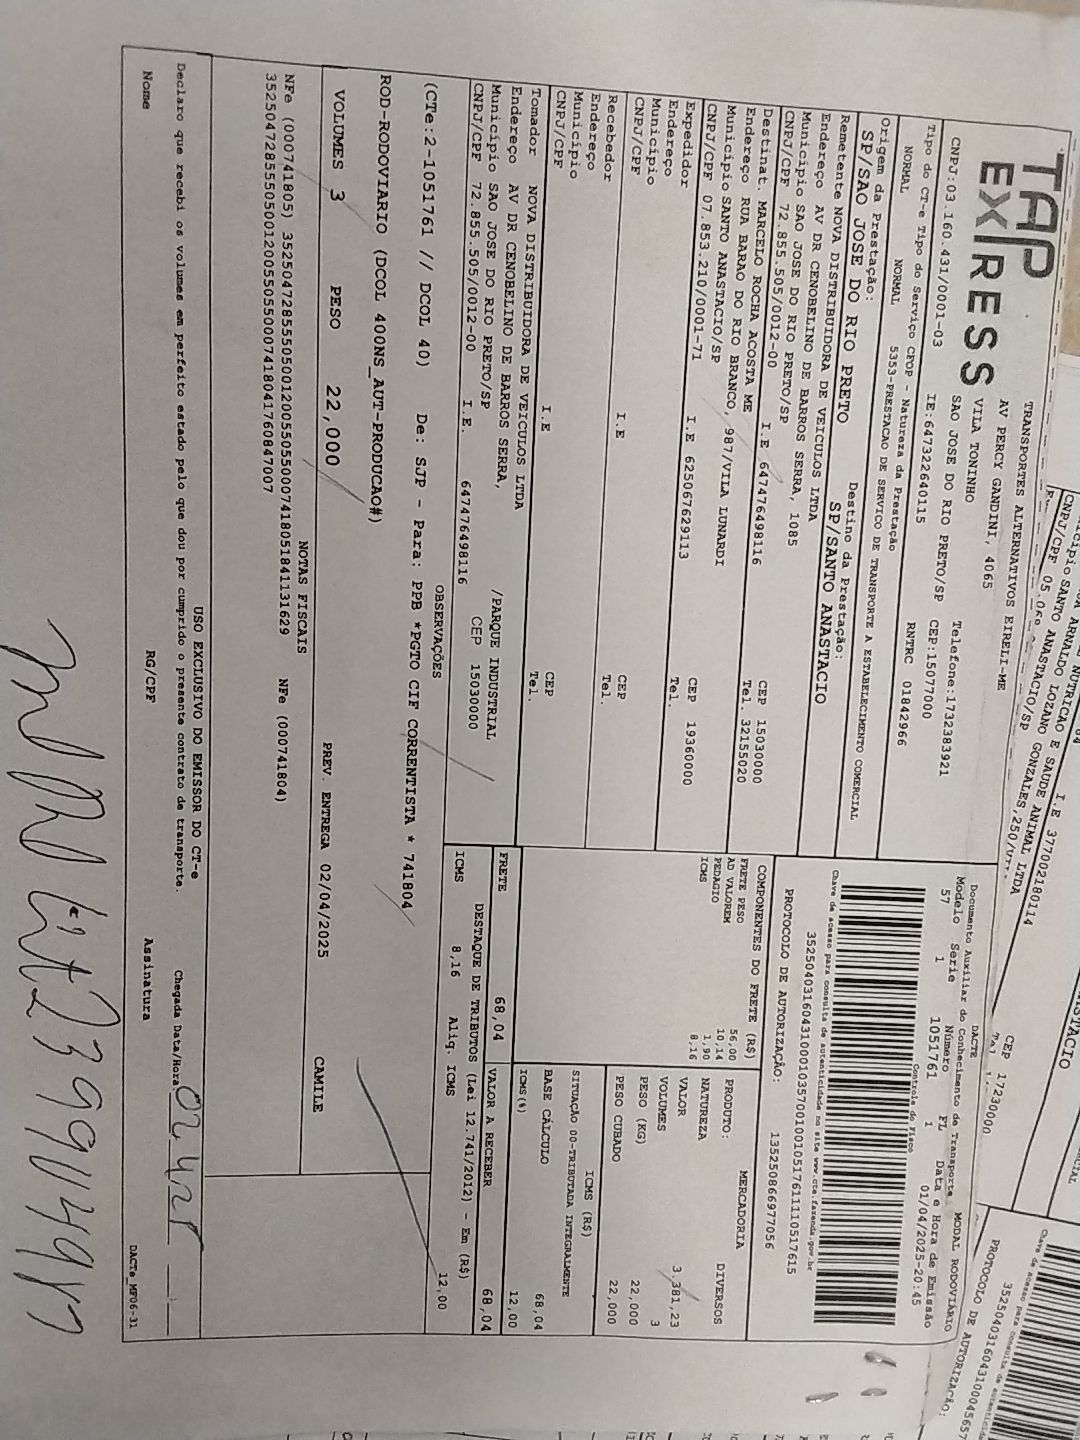 TAP
EXPRESS
TRANSPORTES ALTERNATIVOS EIRELI-ME
AV PERCY GANDINI, 4065
VILA TONINHO
SAO JOSE DO RIO PRETO/SP
Telefone:1732383921
CEP:15077000
CNPJ:03.160.431/0001-03
IE:647322640115
RNTRC 01842966
Tipo do CT-e Tipo do Serviço CFOP - Natureza da Prestação
NORMAL NORMAL 5353-PRESTACAO DE SERVICO DE TRANSPORTE A ESTABELECIMENTO COMERCIAL
Origem da Prestação: Destino da Prestação:
SP/SAO JOSE DO RIO PRETO SP/SANTO ANASTACIO
Remetente NOVA DISTRIBUIDORA DE VEICULOS LTDA
Endereço AV DR CENOBELINO DE BARROS SERRA, 1085
Município SAO JOSE DO RIO PRETO/SP CEP 15030000
CNPJ/CPF 72.855.505/0012-00 I.E 647476498116 Tel. 32155020
Destinat. MARCELO ROCHA ACOSTA ME
Endereço RUA BARAO DO RIO BRANCO, 987/VILA LUNARDI
Município SANTO ANASTACIO/SP CEP 19360000
CNPJ/CPF 07.853.210/0001-71 I.E 625067629113 Tel.
Expedidor
Endereço
Município CEP
CNPJ/CPF I.E Tel.
Recebedor
Endereço
Município CEP
CNPJ/CPF I.E Tel.
Tomador NOVA DISTRIBUIDORA DE VEICULOS LTDA
Endereço AV DR CENOBELINO DE BARROS SERRA, /PARQUE INDUSTRIAL
Município SAO JOSE DO RIO PRETO/SP CEP 15030000
CNPJ/CPF 72.855.505/0012-00 I.E. 647476498116
DACTE
Documento Auxiliar do Conhecimento de Transporte MODAL RODOVIÁRIO
Modelo Serie Número FL Data e Hora de Emissão
57 1 1051761 1 01/04/2025-20:45
Controle do Fisco
Chave de acesso para consulta de autenticidade no site www.cte.fazenda.gov.br
PROTOCOLO DE AUTORIZAÇÃO: 135250866977056
COMPONENTES DO FRETE (R$)
FRETE PESO 56,00
AD VALOREM 10,14
PEDAGIO 1,90
ICMS 8,16
MERCADORIA
PRODUTO: DIVERSOS
NATUREZA
VALOR 3.381,23
VOLUMES 3
PESO (KG) 22,000
PESO CUBADO 22,000
ICMS (R$)
SITUAÇÃO 00-TRIBUTADA INTEGRALMENTE
BASE CÁLCULO 68,04
ICMS(%) 12,00
FRETE 68,04 VALOR A RECEBER 68,04
DESTAQUE DE TRIBUTOS (Lei 12.741/2012) - Em (R$)
ICMS 8,16 Aliq. ICMS 12,00
OBSERVAÇÕES
(CTe:2-1051761 // DCOL 40) De: SJP - Para: PPB *PGTO CIF CORRENTISTA * 741804
ROD-RODOVIARIO (DCOL 400NS_AUT-PRODUCAO#)
VOLUMES 3 PESO 22,000 PREV. ENTREGA 02/04/2025 CAMILE
NOTAS FISCAIS
NFe (000741805) NFe (000741804)
USO EXCLUSIVO DO EMISSOR DO CT-e
Declaro que recebi os volumes em perfeito estado pelo que dou por cumprido o presente contrato de transporte. Chegada Data/Hora
Nome RG/CPF Assinatura
DACTe_MF06-31